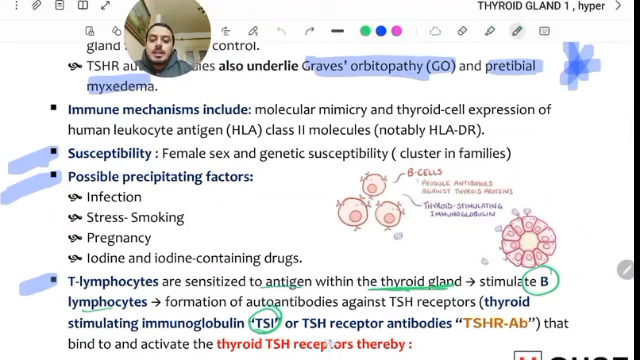 THYROID GLAND 1 , hyper
gland control.
TSHR au dies also underlie Graves' orbitopathy (GO) and pretibial
myxedema.
Immune mechanisms include: molecular mimicry and thyroid-cell expression of
human leukocyte antigen (HLA) class II molecules (notably HLA-DR).
Susceptibility : Female sex and genetic susceptibility ( cluster in families)
Possible precipitating factors:
Infection
Stress- Smoking
Pregnancy
Iodine and iodine-containing drugs.
B-CELLS
PRODUCE ANTIBODIES
AGAINST THYROID PROTEINS
THYROID-STIMULATING
IMMUNOGLOBULIN
T-lymphocytes are sensitized to antigen within the thyroid gland → stimulate B
lymphocytes → formation of autoantibodies against TSH receptors (thyroid
stimulating immunoglobulin "TSI" or TSH receptor antibodies "TSHR-Ab") that
bind to and activate the thyroid TSH receptors thereby :